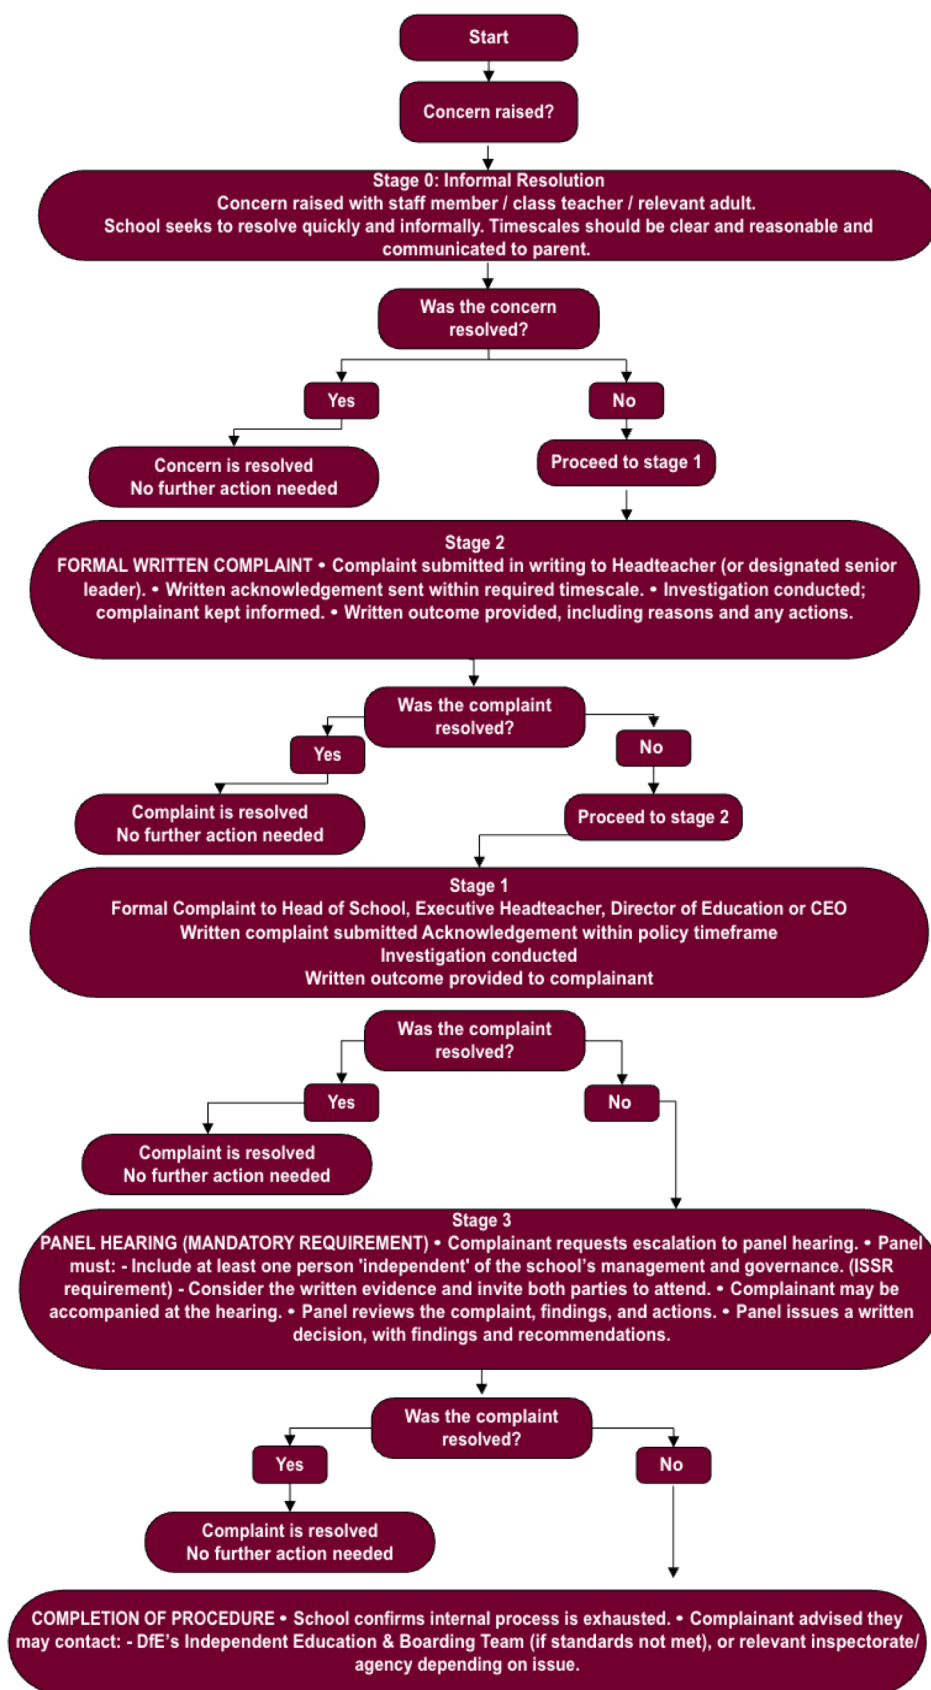 Start
Concern raised?
Stage 0: Informal Resolution
Concern raised with staff member / class teacher / relevant adult.
School seeks to resolve quickly and informally. Timescales should be clear and reasonable and
communicated to parent.
Was the concern
resolved?
Yes
No
Concern is resolved
No further action needed
Proceed to stage 1
Stage 2
FORMAL WRITTEN COMPLAINT • Complaint submitted in writing to Headteacher (or designated senior
leader). • Written acknowledgement sent within required timescale. • Investigation conducted;
complainant kept informed. • Written outcome provided, including reasons and any actions.
Was the complaint
resolved?
Yes
No
Complaint is resolved
No further action needed
Proceed to stage 2
Stage 1
Formal Complaint to Head of School, Executive Headteacher, Director of Education or CEO
Written complaint submitted Acknowledgement within policy timeframe
Investigation conducted
Written outcome provided to complainant
Was the complaint
resolved?
Yes
No
Complaint is resolved
No further action needed
Stage 3
PANEL HEARING (MANDATORY REQUIREMENT) • Complainant requests escalation to panel hearing. • Panel
must: - Include at least one person 'independent' of the school’s management and governance. (ISSR
requirement) - Consider the written evidence and invite both parties to attend. • Complainant may be
accompanied at the hearing. • Panel reviews the complaint, findings, and actions. • Panel issues a written
decision, with findings and recommendations.
Was the complaint
resolved?
Yes
No
Complaint is resolved
No further action needed
COMPLETION OF PROCEDURE • School confirms internal process is exhausted. • Complainant advised they
may contact: - DfE’s Independent Education & Boarding Team (if standards not met), or relevant inspectorate/
agency depending on issue.